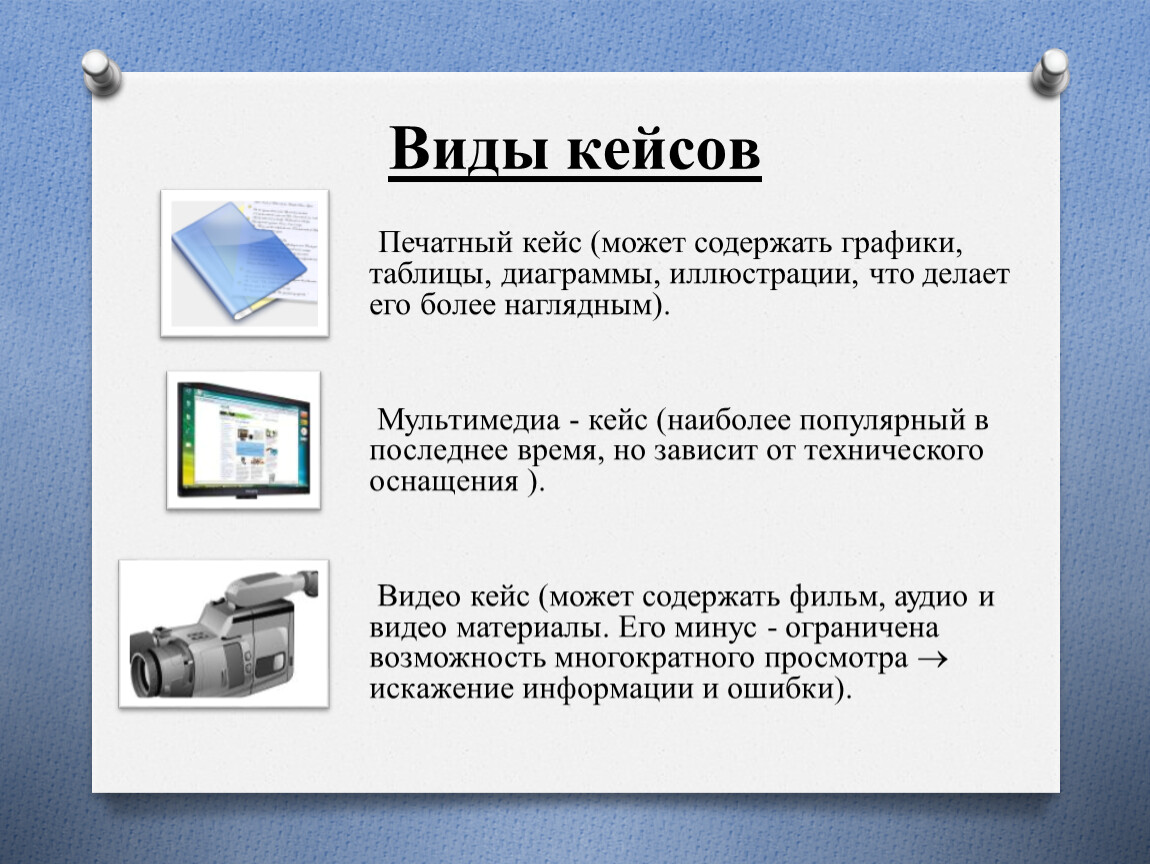 Виды кейсов
Печатный кейс (может содержать графики,
таблицы, диаграммы, иллюстрации, что делает
его более наглядным).
Мультимедиа - кейс (наиболее популярный в
последнее время, но зависит от технического
оснащения ).
Видео кейс (может содержать фильм, аудио и
видео материалы. Его минус - ограничена
возможность многократного просмотра →
искажение информации и ошибки).